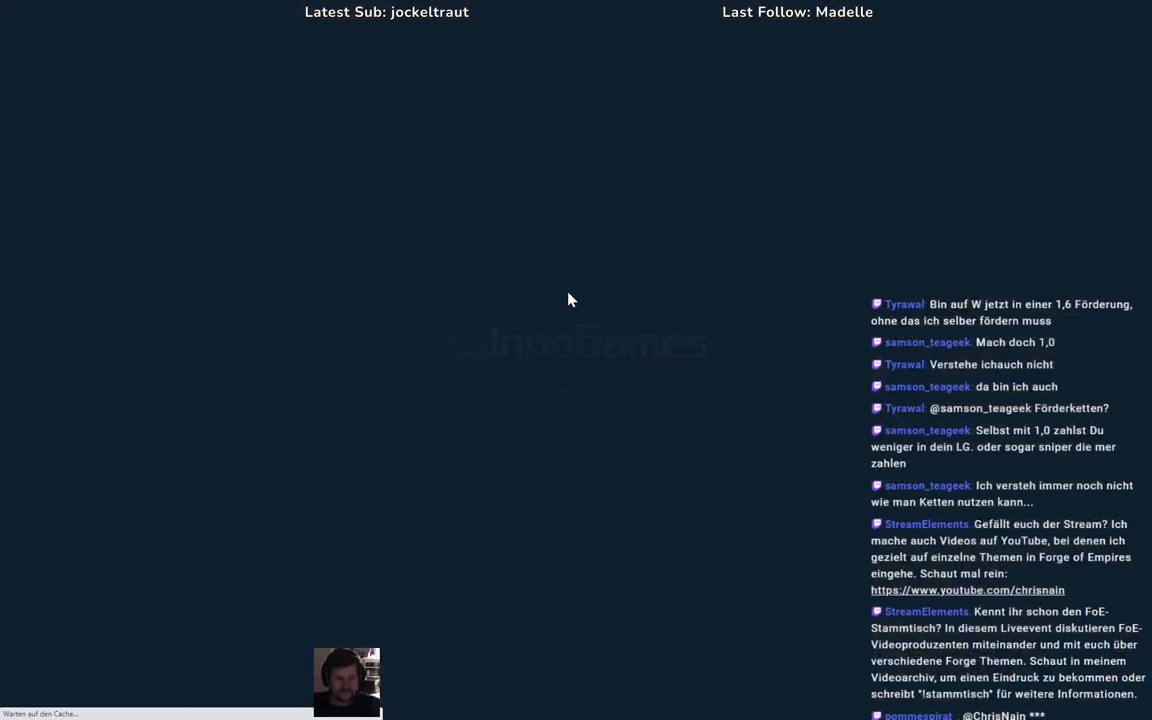 Latest Sub: jockeltraut
Last Follow: Madelle
InnoGames
Tyrawal: Bin auf W jetzt in einer 1,6 Förderung,
ohne das ich selber fördern muss
samson_teageek: Mach doch 1,0
Tyrawal: Verstehe ichauch nicht
samson_teageek: da bin ich auch
Tyrawal: @samson_teageek Förderketten?
samson_teageek: Selbst mit 1,0 zahlst Du
weniger in dein LG. oder sogar sniper die mer
zahlen
samson_teageek: Ich versteh immer noch nicht
wie man Ketten nutzen kann...
StreamElements: Gefällt euch der Stream? Ich
mache auch Videos auf YouTube, bei denen ich
gezielt auf einzelne Themen in Forge of Empires
eingehe. Schaut mal rein:
https://www.youtube.com/chrisnain
StreamElements: Kennt ihr schon den FoE-
Stammtisch? In diesem Liveevent diskutieren FoE-
Videoproduzenten miteinander und mit euch über
verschiedene Forge Themen. Schaut in meinem
Videoarchiv, um einen Eindruck zu bekommen oder
schreibt "!stammtisch" für weitere Informationen.
pommespirat_: @ChrisNain ***
Warten auf den Cache...